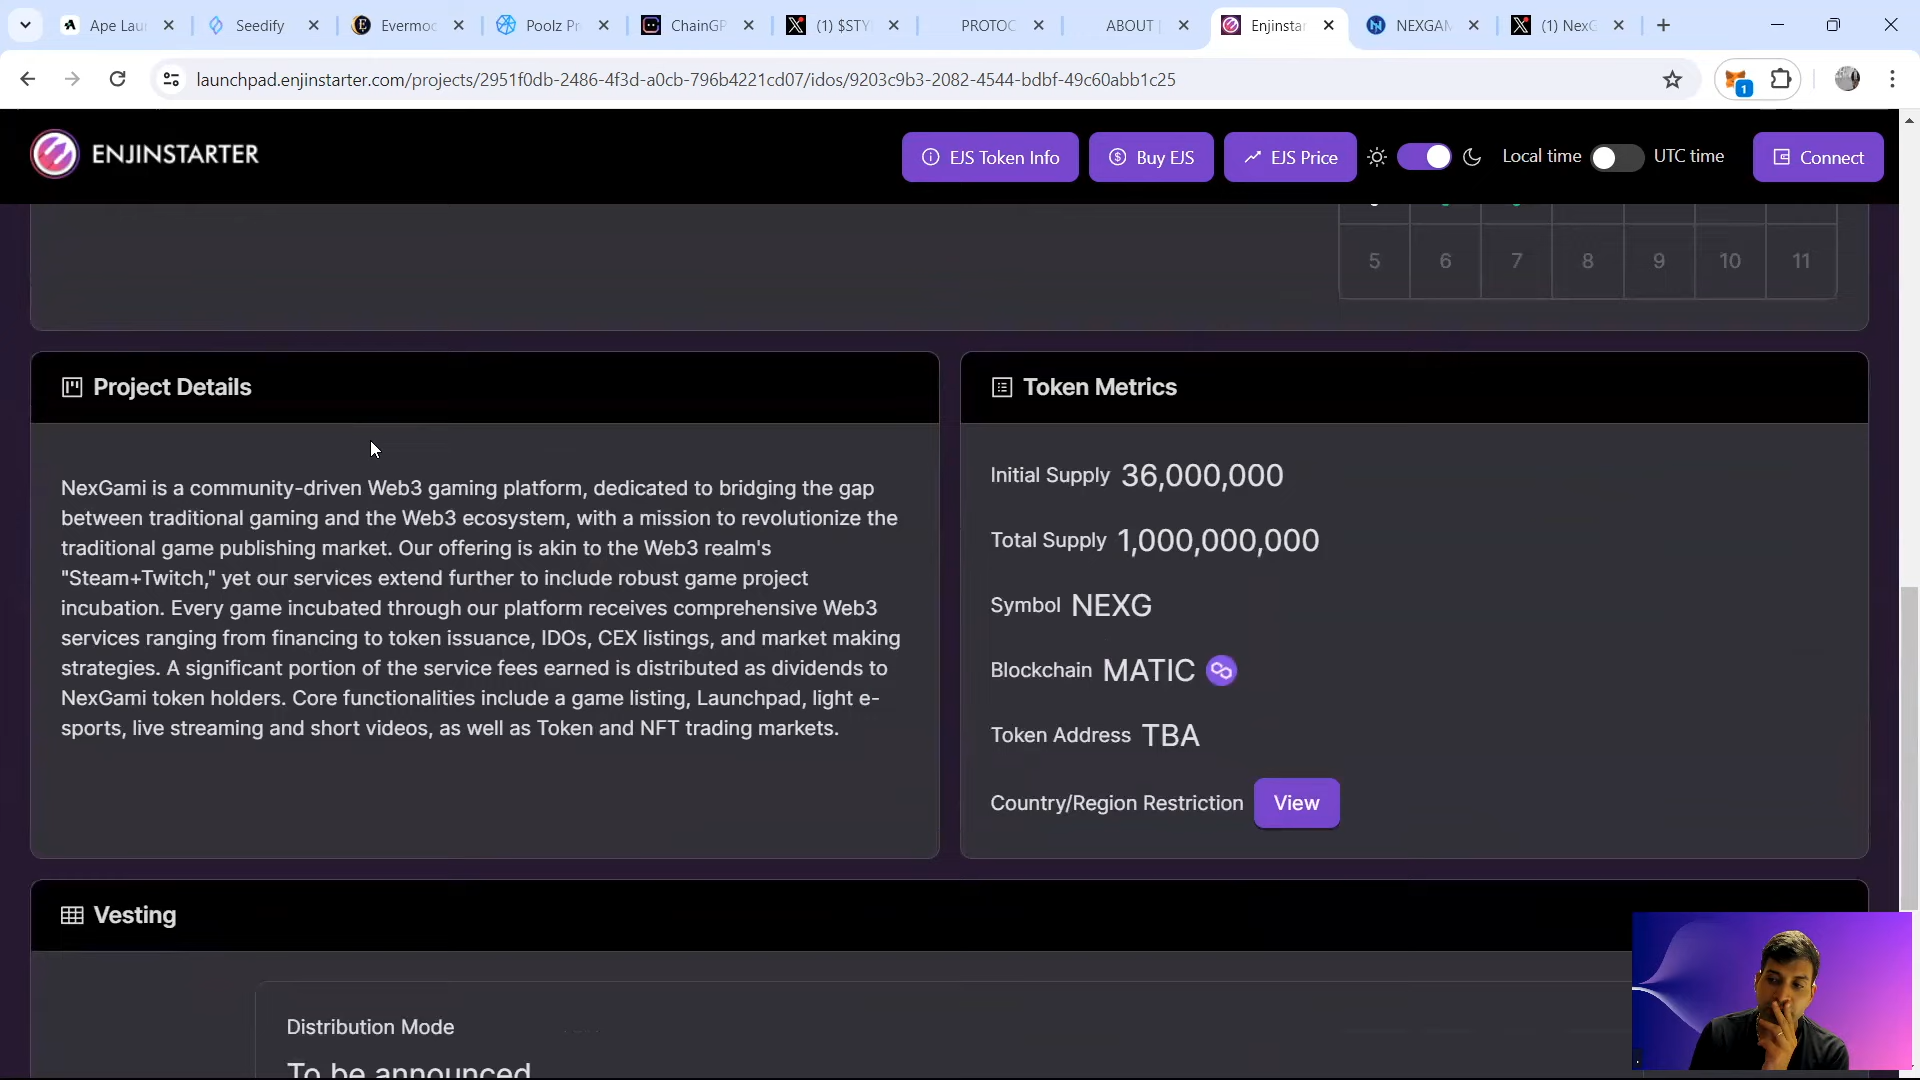 Ape Lau
Seedify
Evermoo
Poolz Pr
ChainGP
(1) $STY
PROTOC
ABOUT |
Enjinstar
NEXGAM
(1) NexG
launchpad.enjinstarter.com/projects/2951f0db-2486-4f3d-a0cb-796b4221cd07/idos/9203c9b3-2082-4544-bdbf-49c60abb1c25
1
ENJINSTARTER
EJS Token Info
Buy EJS
EJS Price
Local time
UTC time
Connect
5 6 7 8 9 10 11
Project Details
NexGami is a community-driven Web3 gaming platform, dedicated to bridging the gap
between traditional gaming and the Web3 ecosystem, with a mission to revolutionize the
traditional game publishing market. Our offering is akin to the Web3 realm's
"Steam+Twitch," yet our services extend further to include robust game project
incubation. Every game incubated through our platform receives comprehensive Web3
services ranging from financing to token issuance, IDOs, CEX listings, and market making
strategies. A significant portion of the service fees earned is distributed as dividends to
NexGami token holders. Core functionalities include a game listing, Launchpad, light e-
sports, live streaming and short videos, as well as Token and NFT trading markets.
Token Metrics
Initial Supply 36,000,000
Total Supply 1,000,000,000
Symbol NEXG
Blockchain MATIC
Token Address TBA
Country/Region Restriction View
Vesting
Distribution Mode
To be announced